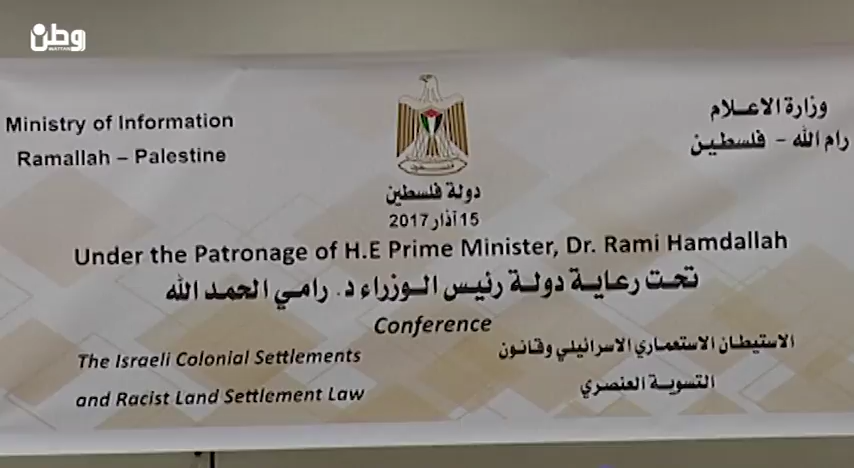 وطن
WATTAN
Ministry of Information
Ramallah – Palestine
وزارة الاعلام
رام الله - فلسطين
دولة فلسطين
15 آذار 2017
Under the Patronage of H.E Prime Minister, Dr. Rami Hamdallah
تحت رعاية دولة رئيس الوزراء د. رامي الحمد الله
Conference
The Israeli Colonial Settlements
and Racist Land Settlement Law
الاستيطان الاستعماري الاسرائيلي وقانون
التسوية العنصري